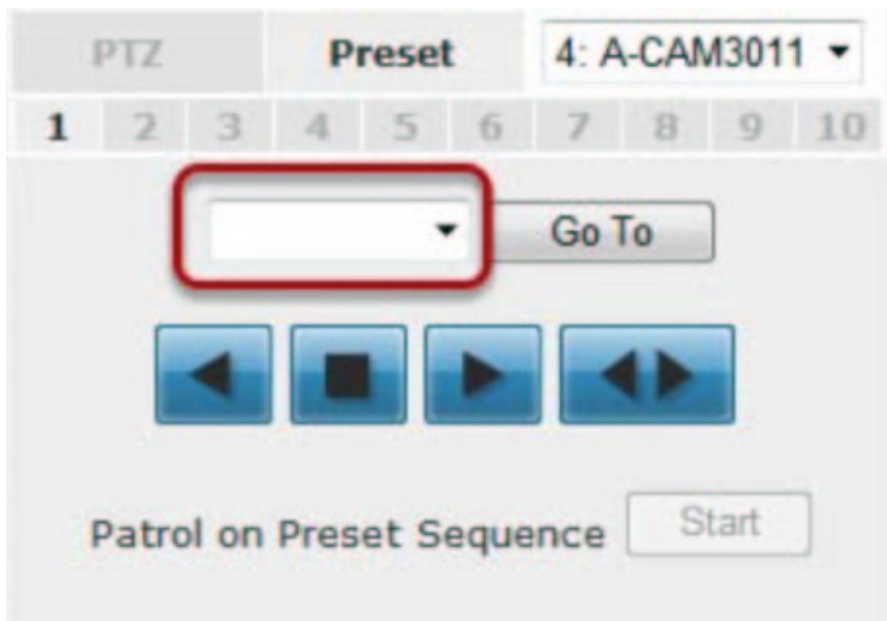 PTZ Preset 4: A-CAM3011
1 2 3 4 5 6 7 8 9 10
Go To
Patrol on Preset Sequence Start